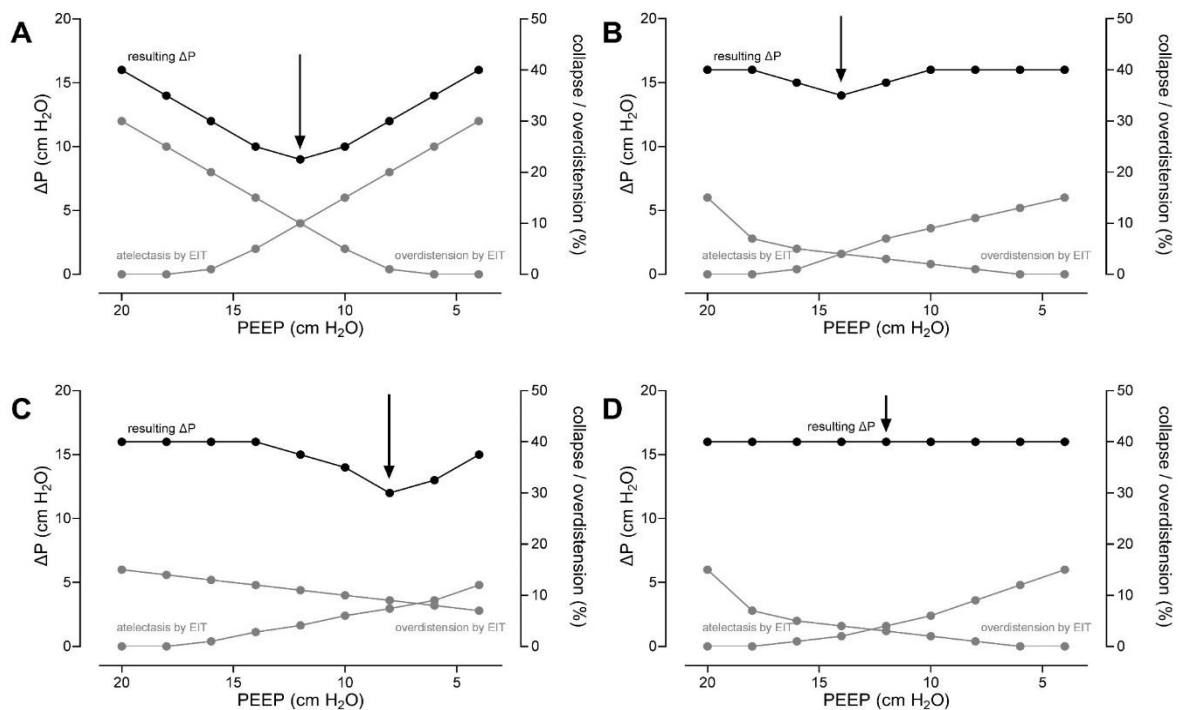 A
20
15
10
5
0
ΔP (cm H₂O)
resulting ΔP
atelectasis by EIT
overdistension by EIT
50
40
30
20
10
0
collapse / overdistension (%)
20
15
10
5
PEEP (cm H₂O)
B
20
15
10
5
0
ΔP (cm H₂O)
resulting ΔP
atelectasis by EIT
overdistension by EIT
50
40
30
20
10
0
collapse / overdistension (%)
20
15
10
5
PEEP (cm H₂O)
C
20
15
10
5
0
ΔP (cm H₂O)
resulting ΔP
atelectasis by EIT
overdistension by EIT
50
40
30
20
10
0
collapse / overdistension (%)
20
15
10
5
PEEP (cm H₂O)
D
20
15
10
5
0
ΔP (cm H₂O)
resulting ΔP
atelectasis by EIT
overdistension by EIT
50
40
30
20
10
0
collapse / overdistension (%)
20
15
10
5
PEEP (cm H₂O)